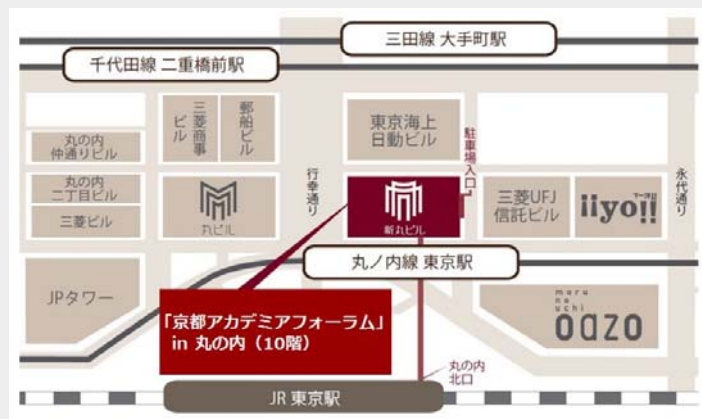 三田線 大手町駅
千代田線 二重橋前駅
三菱商事
ビル
郵船ビル
丸の内
仲通りビル
東京海上
日動ビル
駐車場入口
行幸通り
永代通り
丸の内
二丁目ビル
三菱ビル
丸ビル
新丸ビル
三菱UFJ
信託ビル
iiyo!!
丸ノ内線 東京駅
JPタワー
「京都アカデミアフォーラム」
in 丸の内（10階）
maru
no
uchi
oazo
丸の内
北口
JR 東京駅